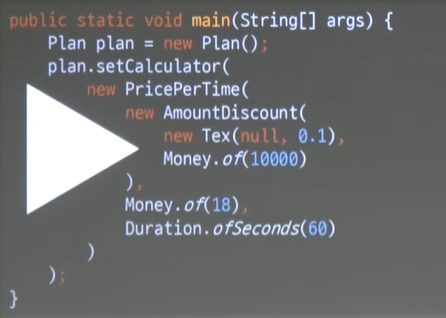 public static void main(String[] args) {
Plan plan = new Plan();
plan.setCalculator(
new PricePerTime(
new AmountDiscount(
new Tex(null, 0.1),
Money.of(10000)
),
Money.of(18),
Duration.ofSeconds(60)
)
);
}